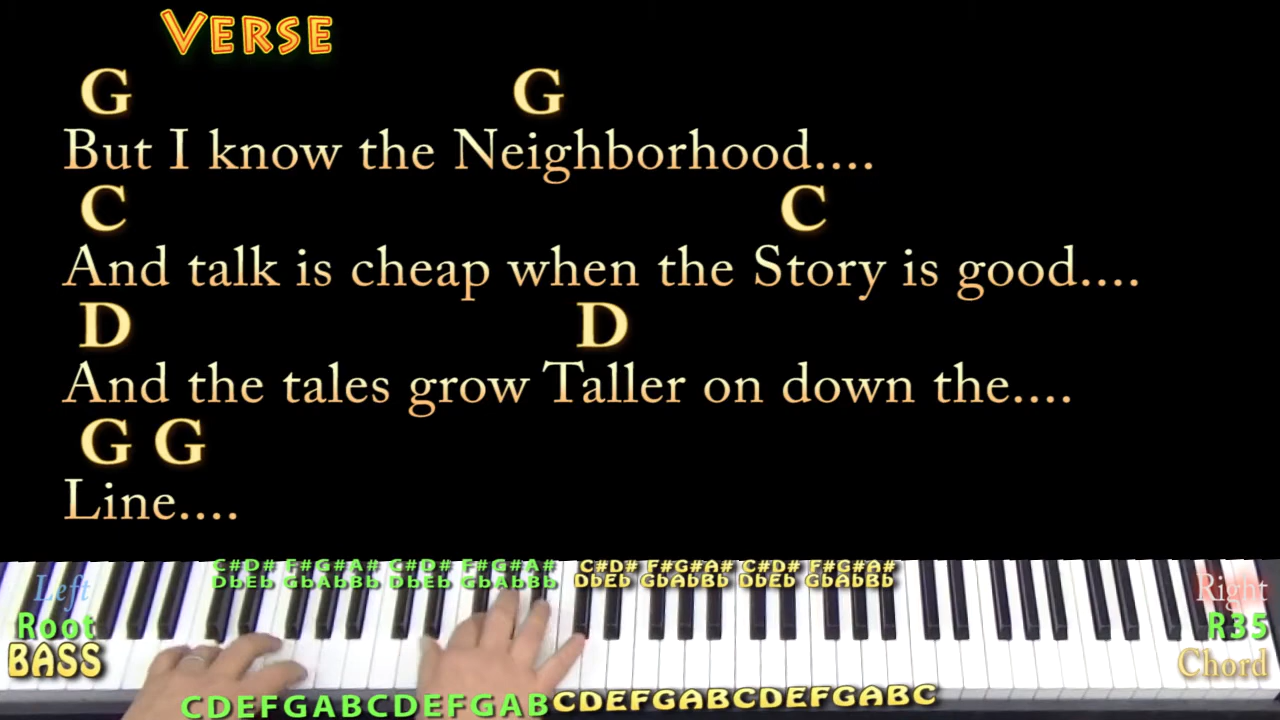 VERSE
G G
But I know the Neighborhood....
C C
And talk is cheap when the Story is good....
D D
And the tales grow Taller on down the....
G G
Line....
C#D# F#G#A# C#D# F#G#A# C#D# F#G#A# C#D# F#G#A#
DbEb GbAbBb DbEb GbAbBb DbEb GbAbBb DbEb GbAbBb
Left
Root
BASS
Right
R35
Chord
CDEFGABCDEFGABCDEFGABCDEFGABC